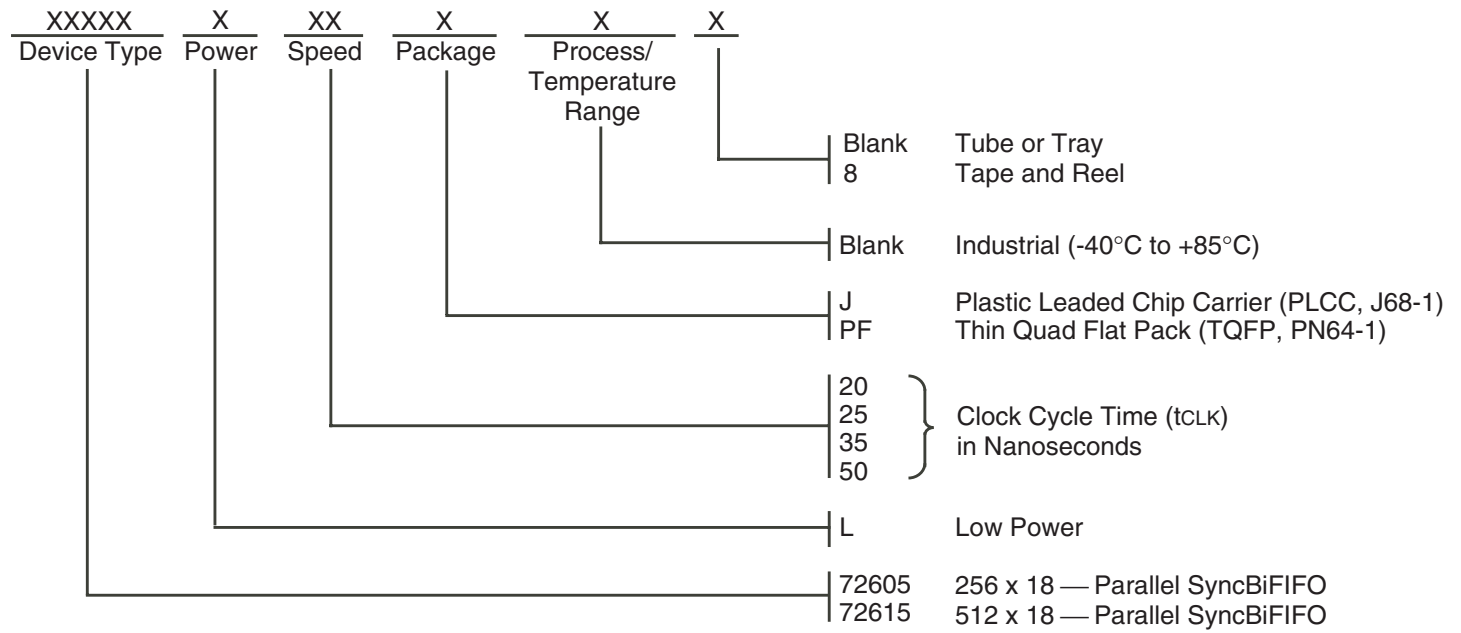 XXXXX X XX X X X
Device Type Power Speed Package Process/
Temperature
Range
Blank Tube or Tray
8 Tape and Reel
Blank Industrial (-40°C to +85°C)
J Plastic Leaded Chip Carrier (PLCC, J68-1)
PF Thin Quad Flat Pack (TQFP, PN64-1)
20
25
35
50
Clock Cycle Time (tCLK)
in Nanoseconds
L Low Power
72605 256 x 18 — Parallel SyncBiFIFO
72615 512 x 18 — Parallel SyncBiFIFO